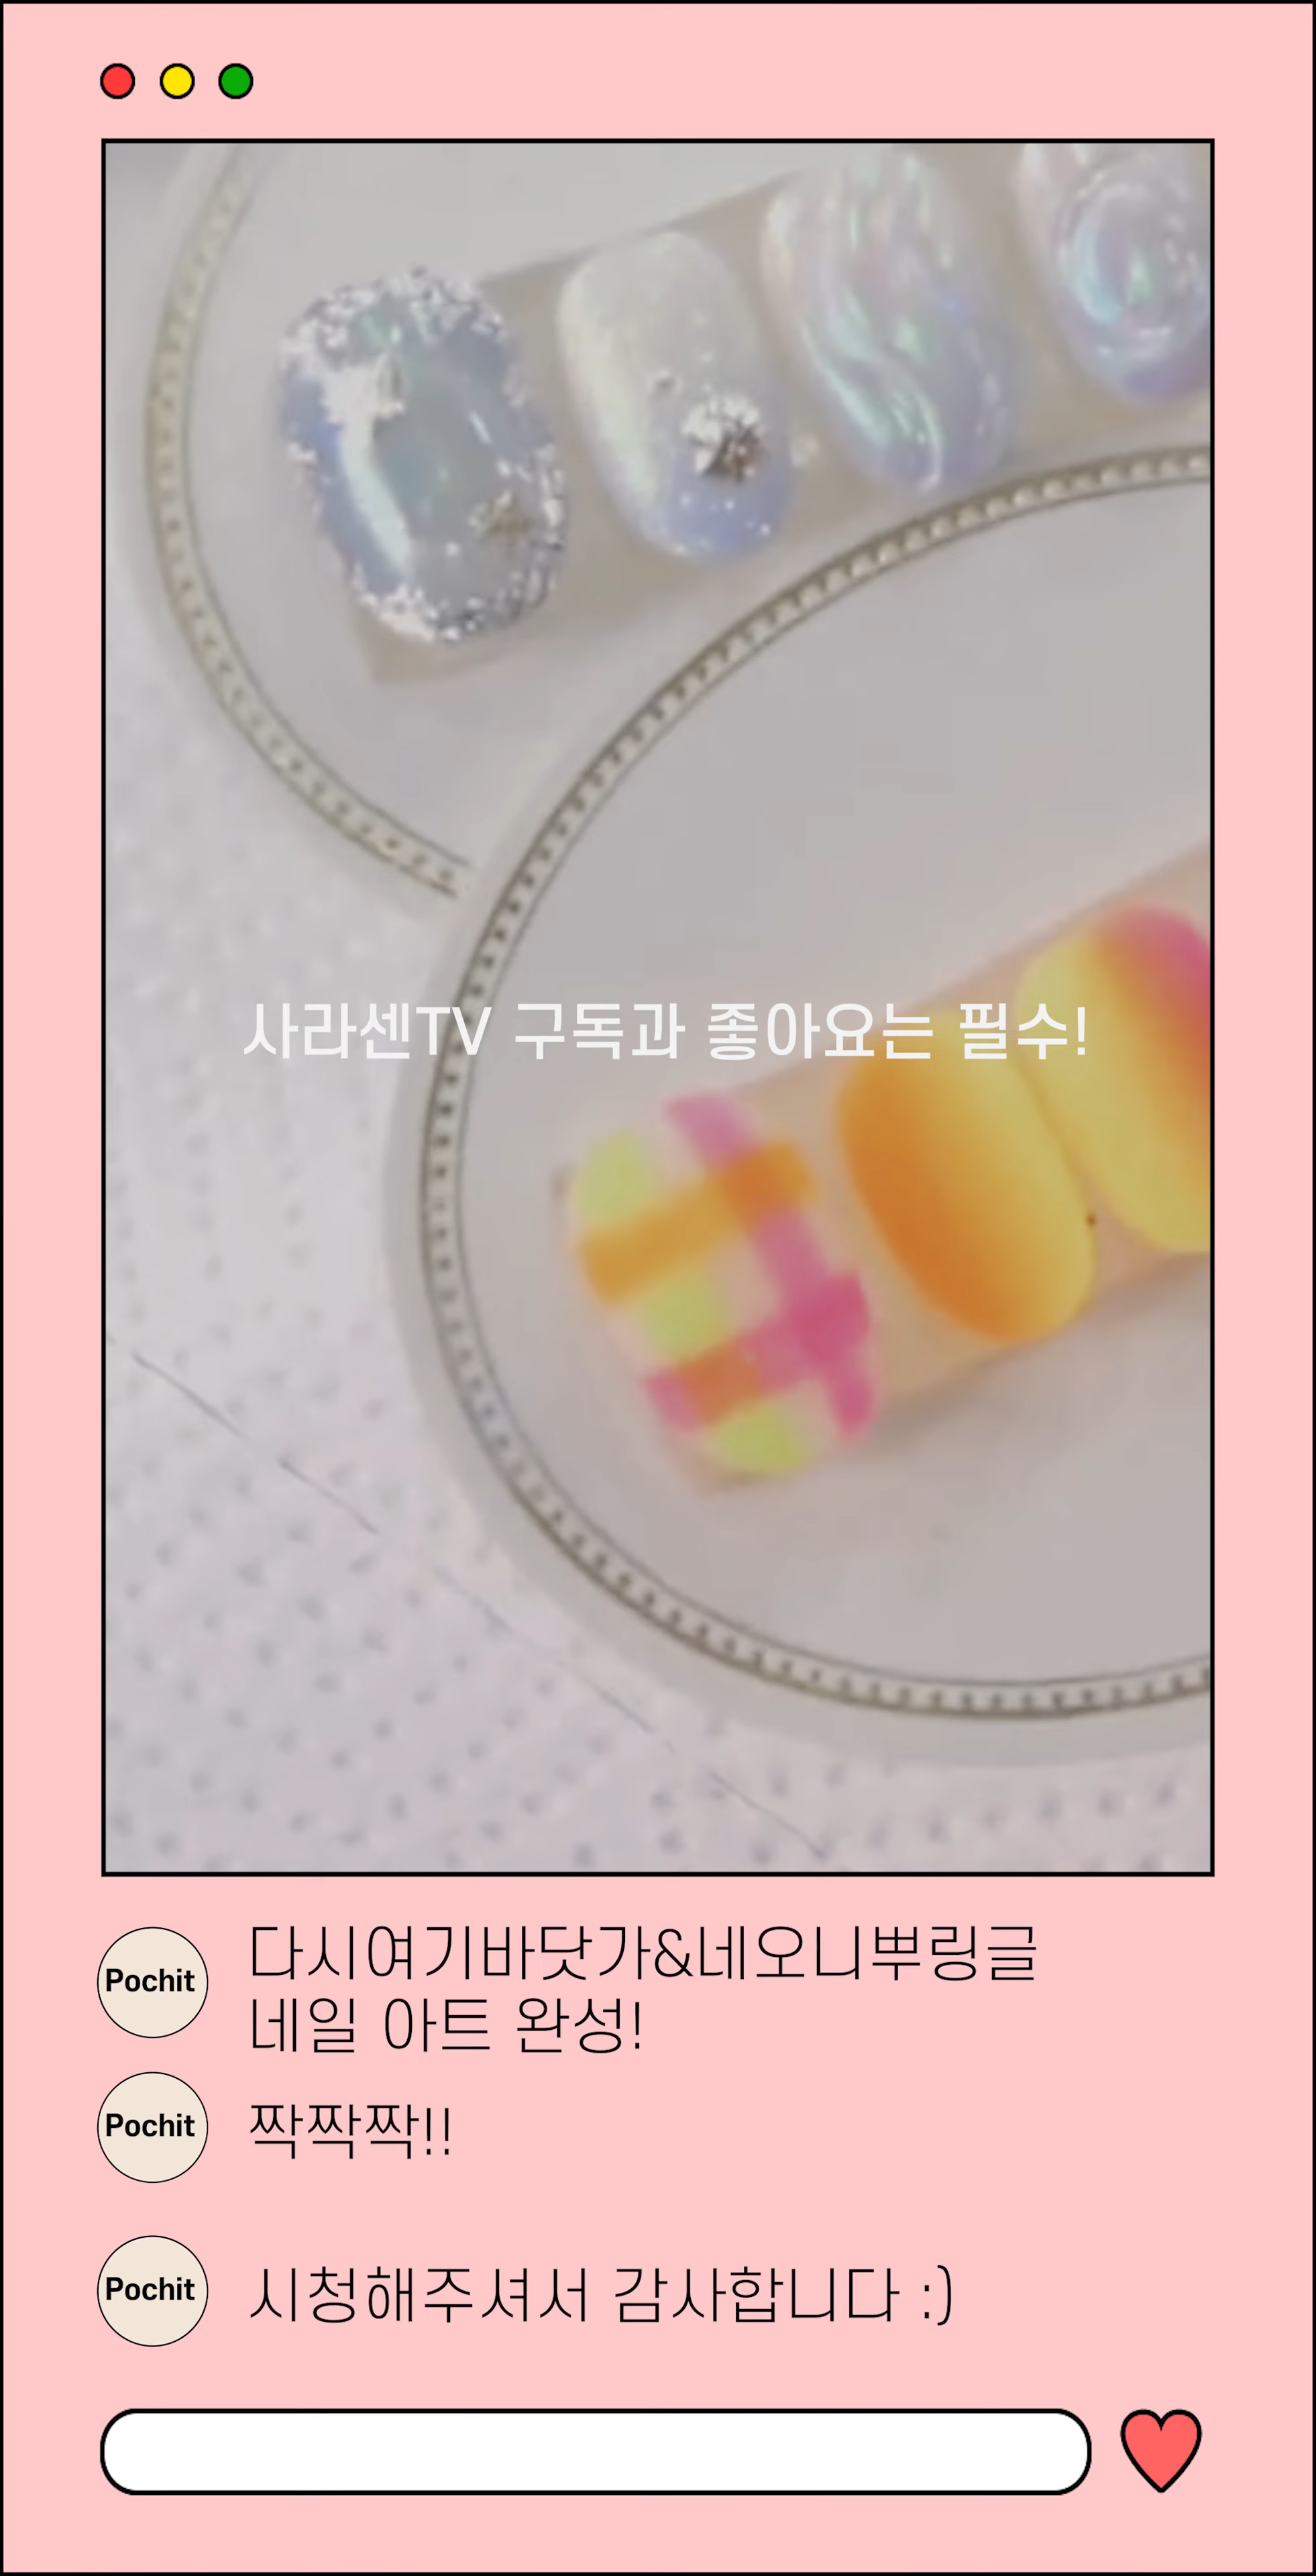 사라센TV 구독과 좋아요는 필수!
Pochit
다시여기바닷가&네오니뿌링글
네일 아트 완성!
Pochit
짝짝짝!!
Pochit
시청해주셔서 감사합니다 :)